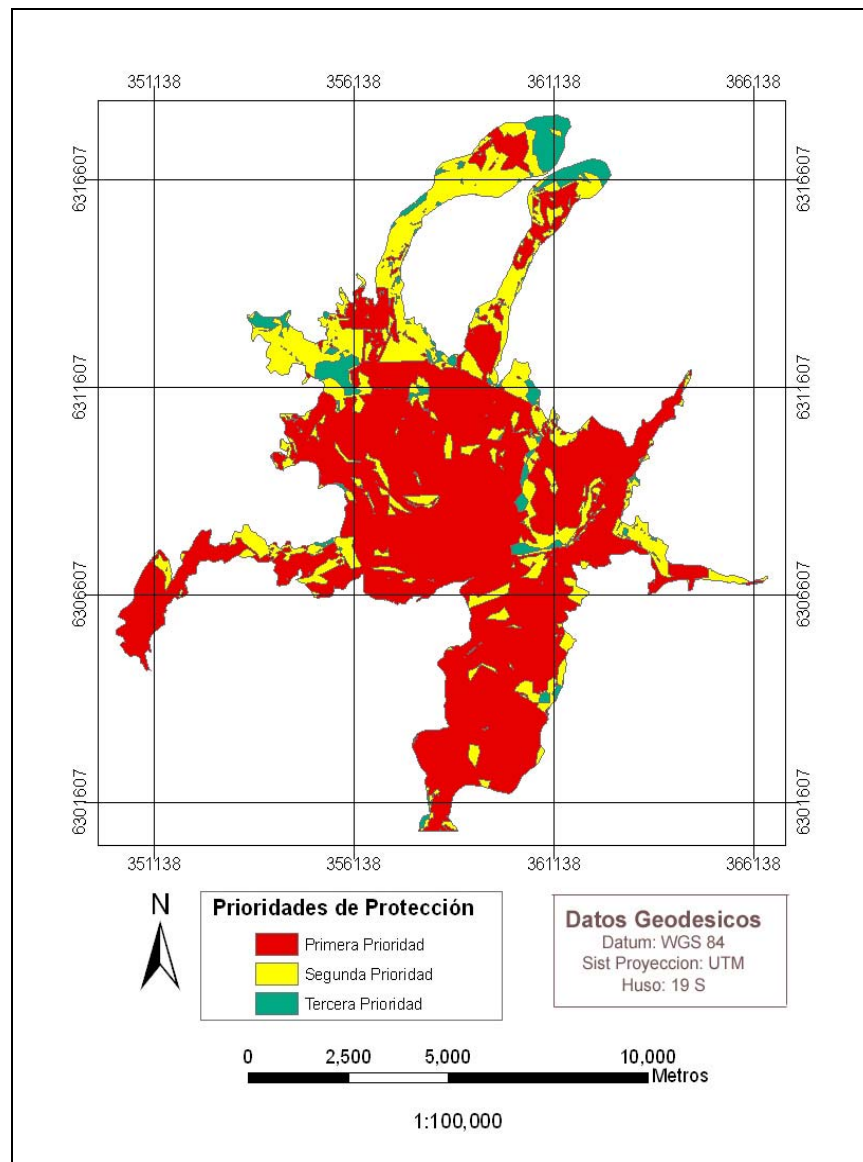 351138 356138 361138 366138
6316607 6316607
6311607 6311607
6306607 6306607
6301607 6301607
351138 356138 361138 366138
N
Prioridades de Protección
Primera Prioridad
Segunda Prioridad
Tercera Prioridad
Datos Geodesicos
Datum: WGS 84
Sist Proyeccion: UTM
Huso: 19 S
0 2,500 5,000 10,000
Metros
1:100,000